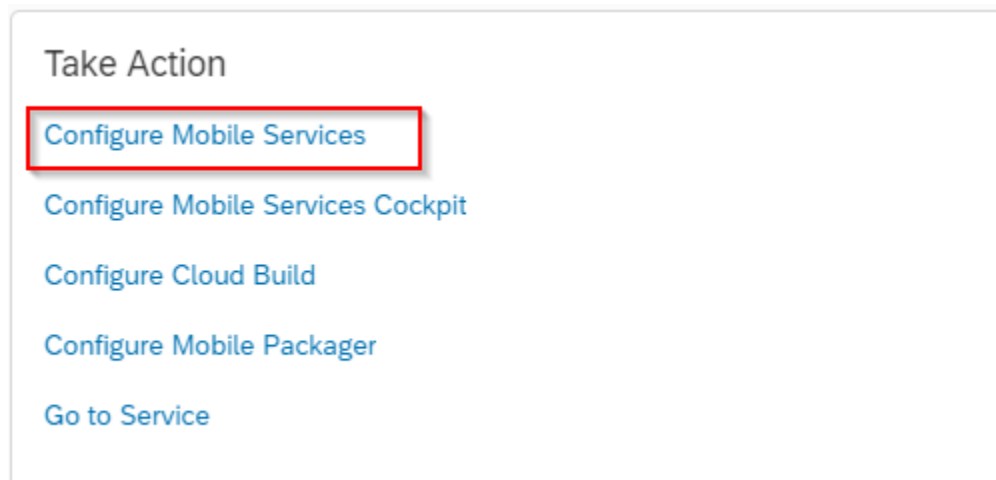 Take Action
Configure Mobile Services
Configure Mobile Services Cockpit
Configure Cloud Build
Configure Mobile Packager
Go to Service